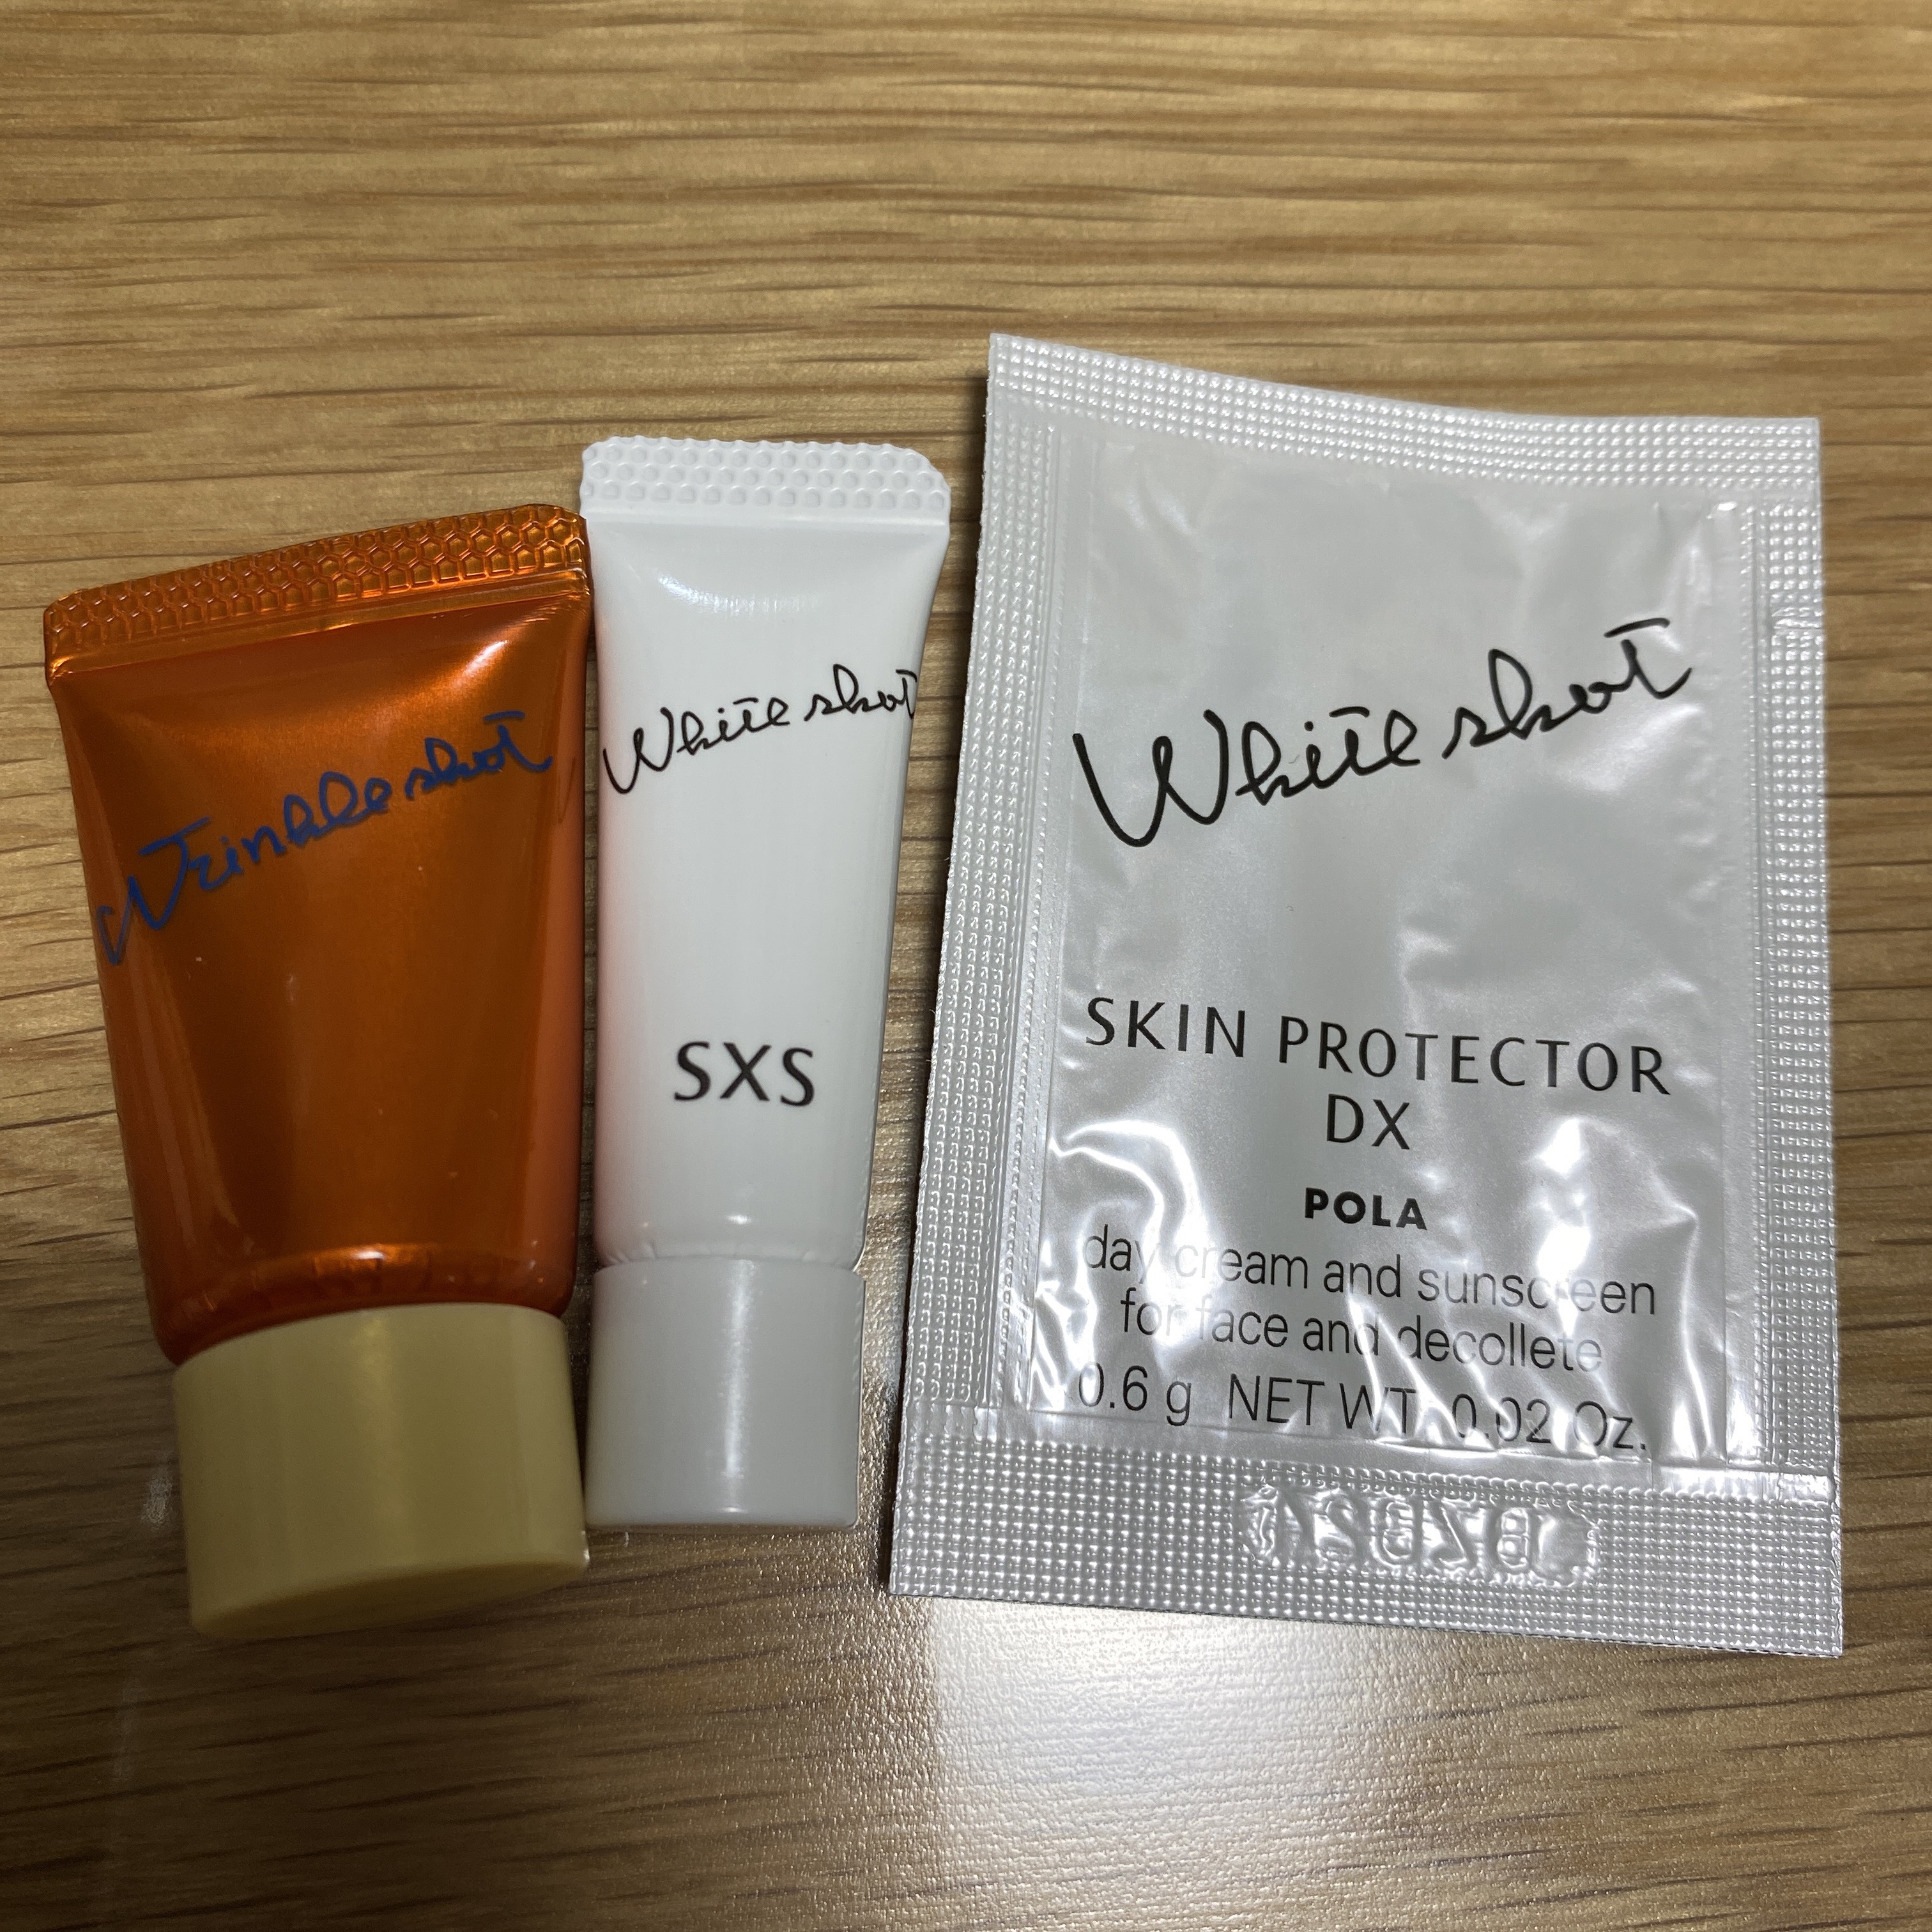 Wrinkle shot
White shot
SXS
White shot
SKIN PROTECTOR
DX
POLA
day cream and sunscreen
for face and decollete
0.6 g NET WT. 0.02 Oz.